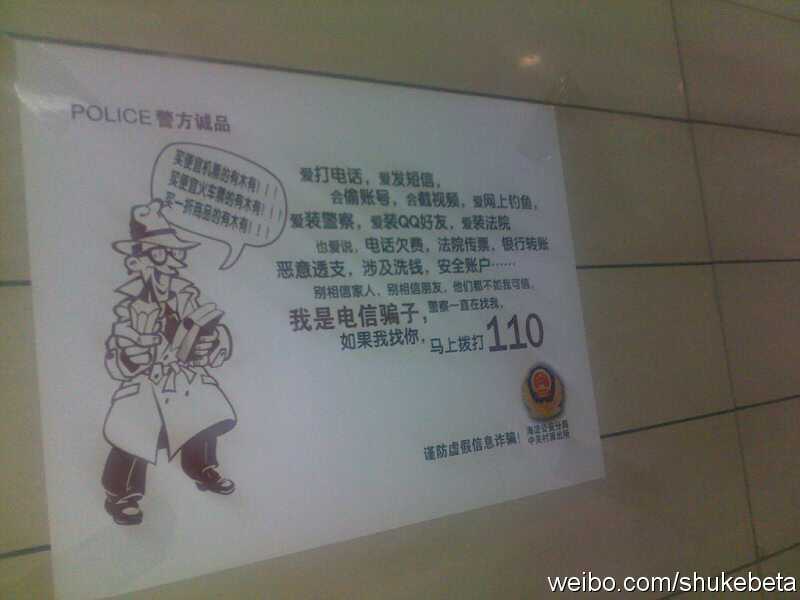 POLICE 警方诚品
买便宜机票的有木有!!!
买便宜火车票的有木有!!!
买一折商品的有木有!!!
爱打电话，爱发短信，
会偷账号，会截视频，爱网上钓鱼，
爱装警察，爱装QQ好友，爱装法院
也爱说，电话欠费，法院传票，银行转账
恶意透支，涉及洗钱，安全账户……
别相信家人，别相信朋友，他们都不如我可信，
我是电信骗子，警察一直在找我，
如果我找你，马上拨打110
海淀公安分局
中关村派出所
谨防虚假信息诈骗!
weibo.com/shukebeta